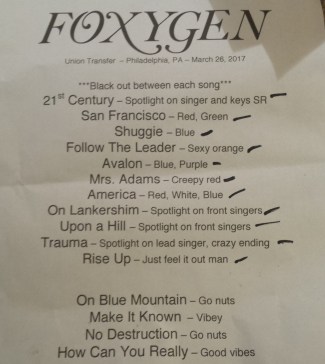 FOXYGEN
Union Transfer – Philadelphia, PA – March 26, 2017
***Black out between each song***
21st Century – Spotlight on singer and keys SR
San Francisco – Red, Green
Shuggie – Blue
Follow The Leader – Sexy orange
Avalon – Blue, Purple
Mrs. Adams – Creepy red
America – Red, White, Blue
On Lankershim – Spotlight on front singers
Upon a Hill – Spotlight on front singers
Trauma – Spotlight on lead singer, crazy ending
Rise Up – Just feel it out man
On Blue Mountain – Go nuts
Make It Known – Vibey
No Destruction – Go nuts
How Can You Really – Good vibes